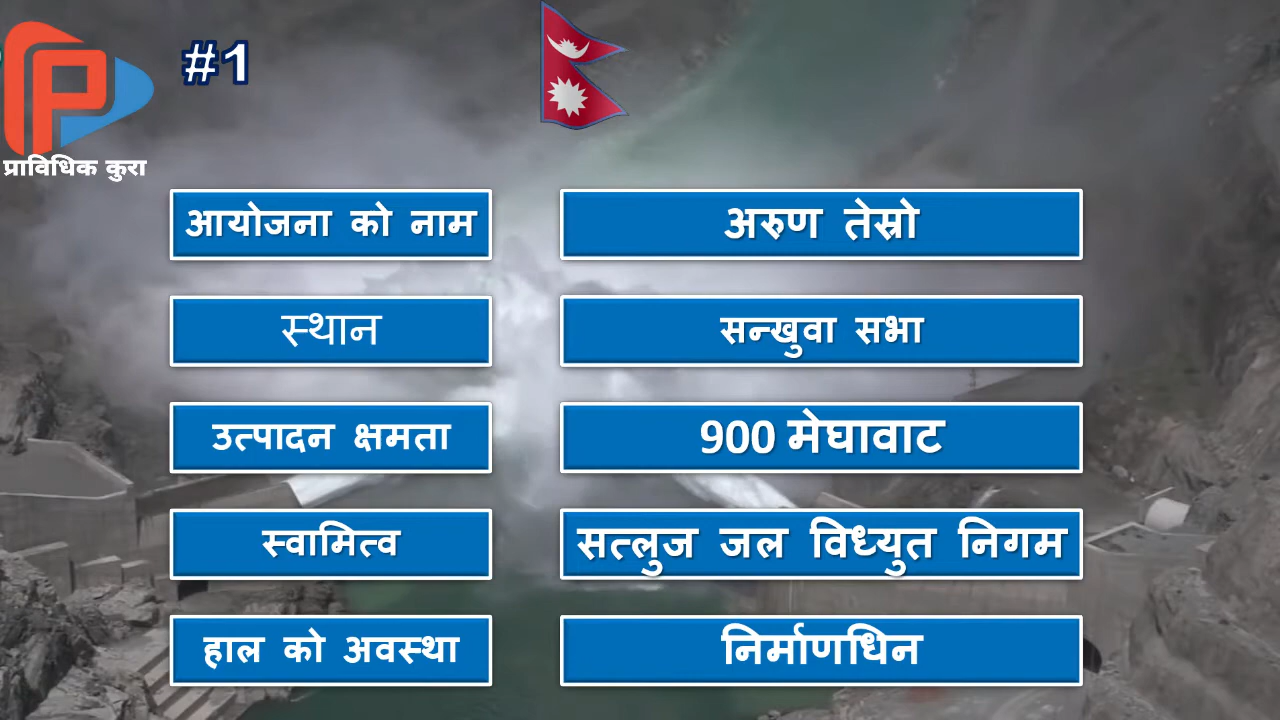 #1
प्राविधिक कुरा
आयोजना को नाम अरुण तेस्रो
स्थान सन्खुवा सभा
उत्पादन क्षमता 900 मेघावाट
स्वामित्व सत्लुज जल विध्युत निगम
हाल को अवस्था निर्माणधिन